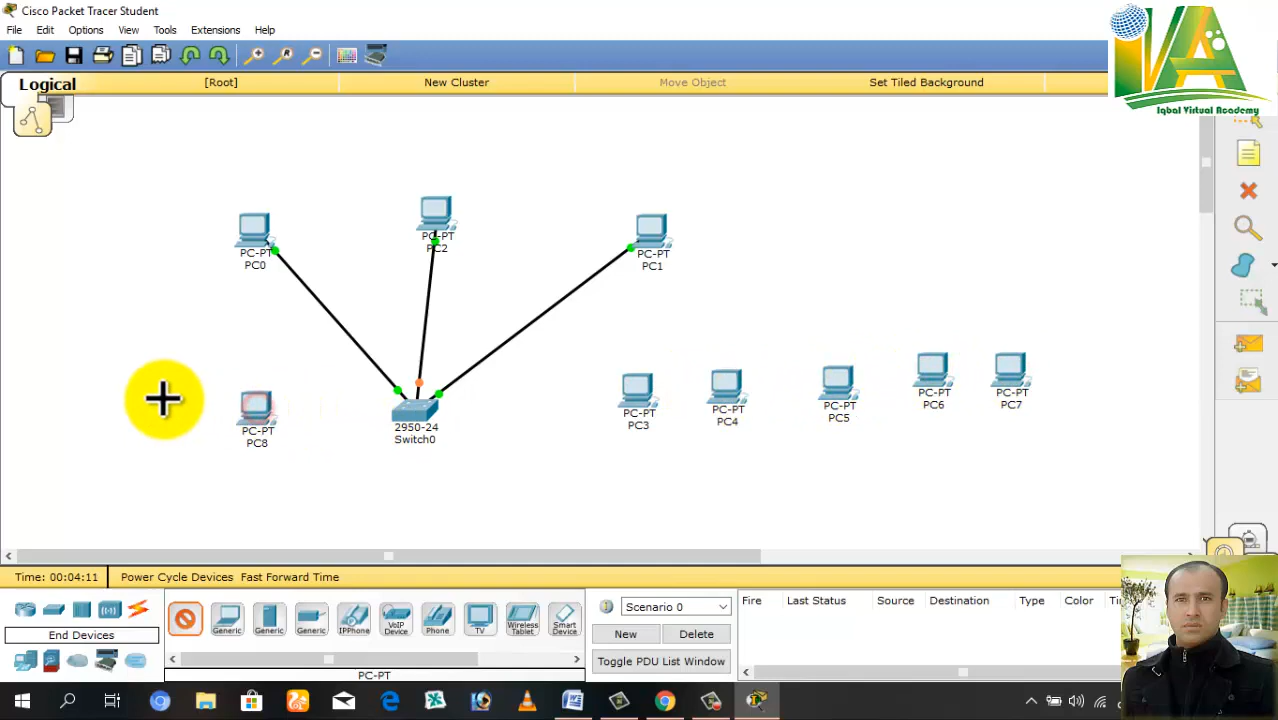 Cisco Packet Tracer Student
File Edit Options View Tools Extensions Help
Logical [Root] New Cluster Move Object Set Tiled Background
Iqbal Virtual Academy
PC-PT
PC0
PC-PT
PC2
PC-PT
PC1
PC-PT
PC8
2950-24
Switch0
PC-PT
PC3
PC-PT
PC4
PC-PT
PC5
PC-PT
PC6
PC-PT
PC7
Time: 00:04:11 Power Cycle Devices Fast Forward Time
End Devices
Generic Generic Generic IPPhone VoIP Device Phone TV Wireless Tablet Smart Device
PC-PT
Scenario 0
New Delete
Toggle PDU List Window
Fire Last Status Source Destination Type Color